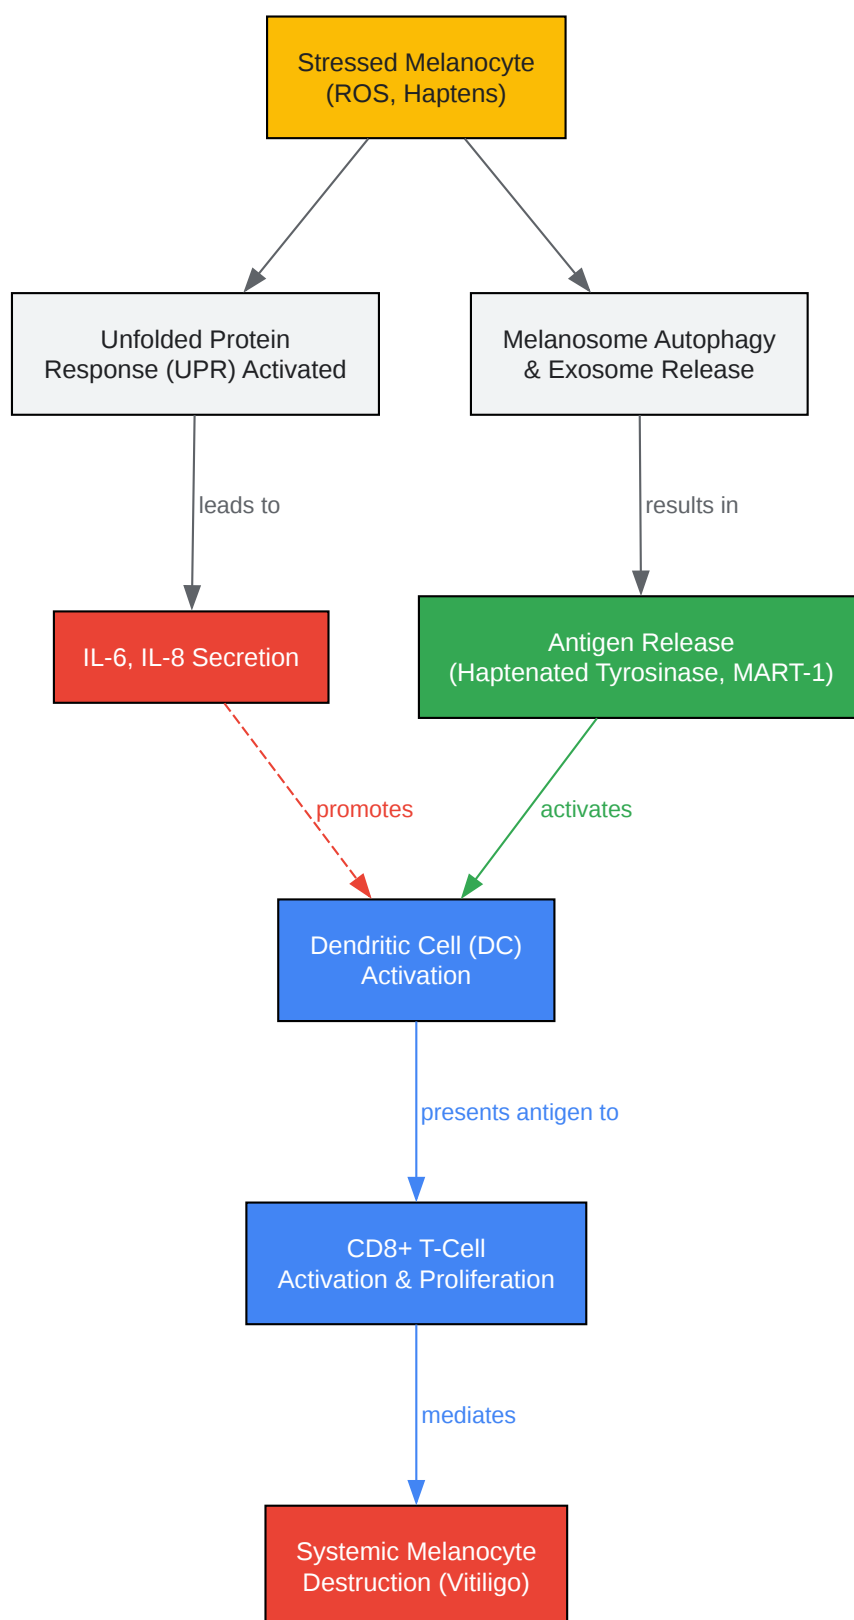 Stressed Melanocyte
(ROS, Haptens)
Unfolded Protein
Response (UPR) Activated
Melanosome Autophagy
& Exosome Release
leads to
results in
IL-6, IL-8 Secretion
Antigen Release
(Haptenated Tyrosinase, MART-1)
promotes
activates
Dendritic Cell (DC)
Activation
presents antigen to
CD8+ T-Cell
Activation & Proliferation
mediates
Systemic Melanocyte
Destruction (Vitiligo)